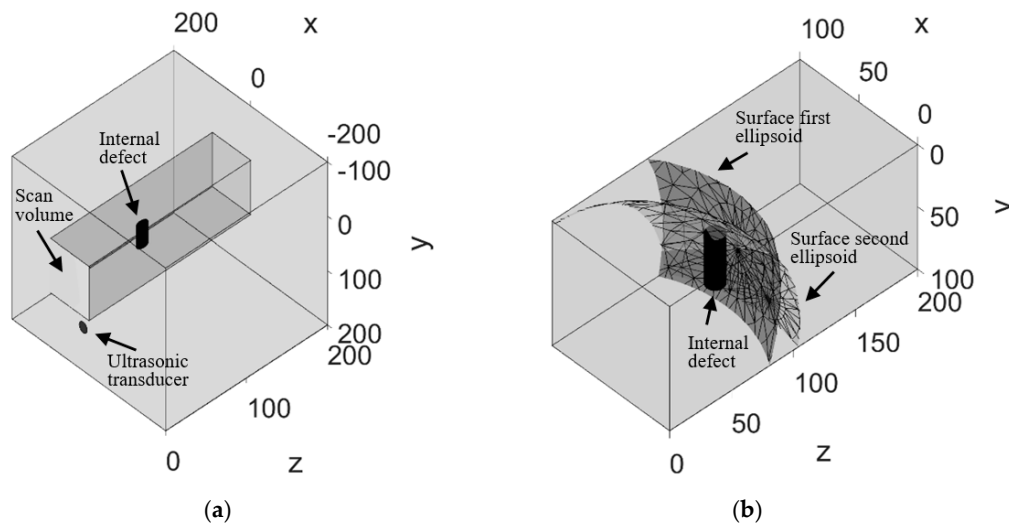 200
x
0
-200
-100
0
y
100
200
200
100
z
0
Internal
defect
Scan
volume
Ultrasonic
transducer
(a)
100
x
50
0
0
50
y
100
200
150
100
50
z
0
Surface first
ellipsoid
Surface second
ellipsoid
Internal
defect
(b)